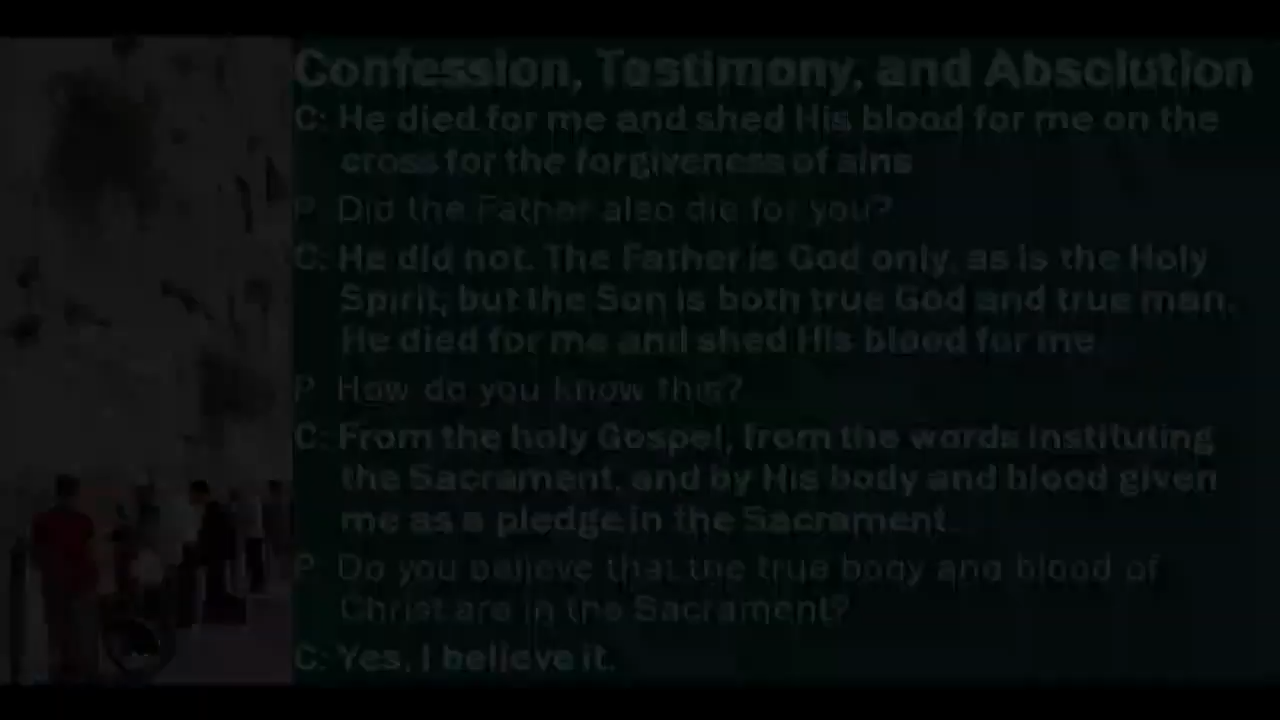 Confession, Testimony, and Absolution
C: He died for me and shed His blood for me on the
cross for the forgiveness of sins
P: Did the Father also die for you?
C: He did not. The Father is God only, as is the Holy
Spirit; but the Son is both true God and true man.
He died for me and shed His blood for me
P: How do you know this?
C: From the holy Gospel, from the words instituting
the Sacrament, and by His body and blood given
me as a pledge in the Sacrament.
P: Do you believe that the true body and blood of
Christ are in the Sacrament?
C: Yes, I believe it.